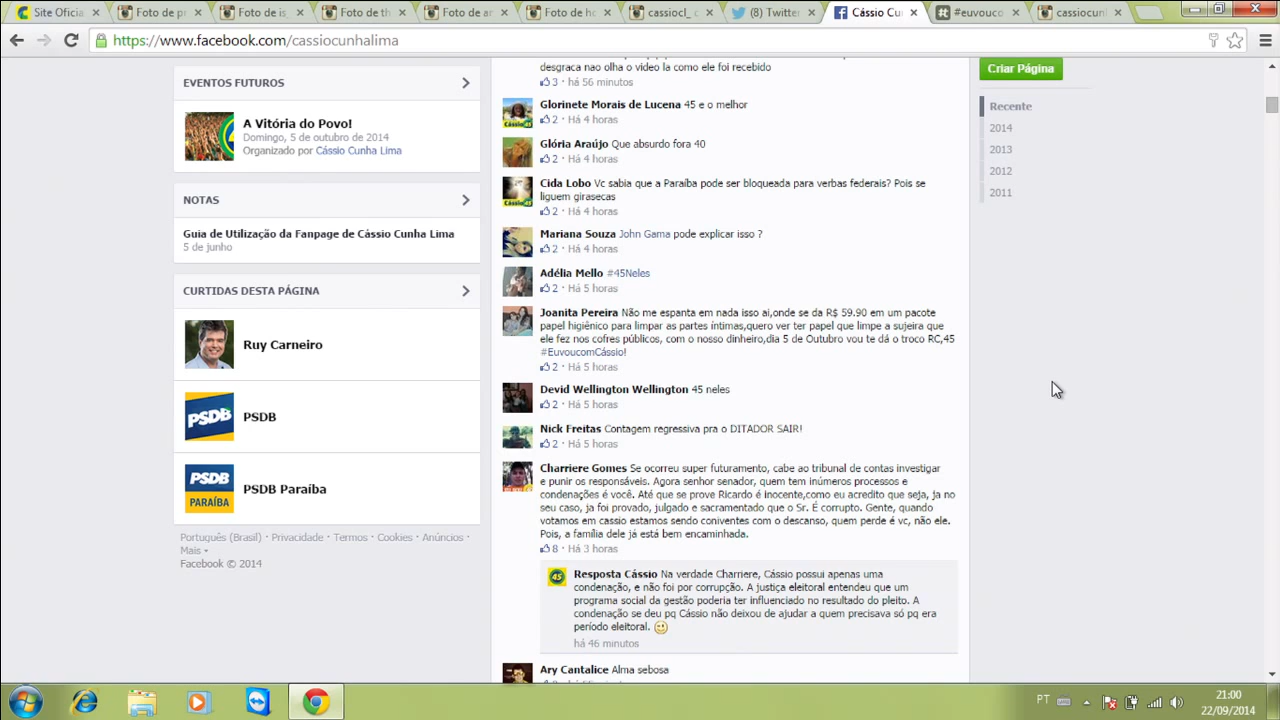 Site Oficia
Foto de pr
Foto de is
Foto de th
Foto de ar
Foto de ho
cassiocl_ c
(8) Twitter
Cássio Cu
#euvouco
cassiocun
https://www.facebook.com/cassiocunhalima
EVENTOS FUTUROS
A Vitória do Povo!
Domingo, 5 de outubro de 2014
Organizado por Cássio Cunha Lima
NOTAS
Guia de Utilização da Fanpage de Cássio Cunha Lima
5 de junho
CURTIDAS DESTA PÁGINA
Ruy Carneiro
PSDB
PSDB
PSDB
PARAÍBA
PSDB Paraíba
Português (Brasil) · Privacidade · Termos · Cookies · Anúncios ·
Mais
Facebook © 2014
desgraca nao olha o video la como ele foi recebido
3 · há 56 minutos
Glorinete Morais de Lucena 45 e o melhor
2 · Há 4 horas
Glória Araújo Que absurdo fora 40
2 · Há 4 horas
Cida Lobo Vc sabia que a Paraíba pode ser bloqueada para verbas federais? Pois se
liguem girasecas
2 · Há 4 horas
Mariana Souza John Gama pode explicar isso ?
2 · Há 4 horas
Adélia Mello #45Neles
2 · Há 5 horas
Joanita Pereira Não me espanta em nada isso ai,onde se da R$ 59.90 em um pacote
papel higiênico para limpar as partes íntimas,quero ver ter papel que limpe a sujeira que
ele fez nos cofres públicos, com o nosso dinheiro,dia 5 de Outubro vou te dá o troco RC,45
#EuvoucomCássio!
2 · Há 5 horas
Devid Wellington Wellington 45 neles
2 · Há 5 horas
Nick Freitas Contagem regressiva pra o DITADOR SAIR!
2 · Há 5 horas
Charriere Gomes Se ocorreu super futuramento, cabe ao tribunal de contas investigar
e punir os responsáveis. Agora senhor senador, quem tem inúmeros processos e
condenações é você. Até que se prove Ricardo é inocente,como eu acredito que seja, ja no
seu caso, ja foi provado, julgado e sacramentado que o Sr. É corrupto. Gente, quando
votamos em cassio estamos sendo coniventes com o descanso, quem perde é vc, não ele.
Pois, a família dele já está bem encaminhada.
8 · Há 3 horas
45
Resposta Cássio Na verdade Charriere, Cássio possui apenas uma
condenação, e não foi por corrupção. A justiça eleitoral entendeu que um
programa social da gestão poderia ter influenciado no resultado do pleito. A
condenação se deu pq Cássio não deixou de ajudar a quem precisava só pq era
período eleitoral.
há 46 minutos
Ary Cantalice Alma sebosa
Criar Página
Recente
2014
2013
2012
2011
PT
21:00
22/09/2014